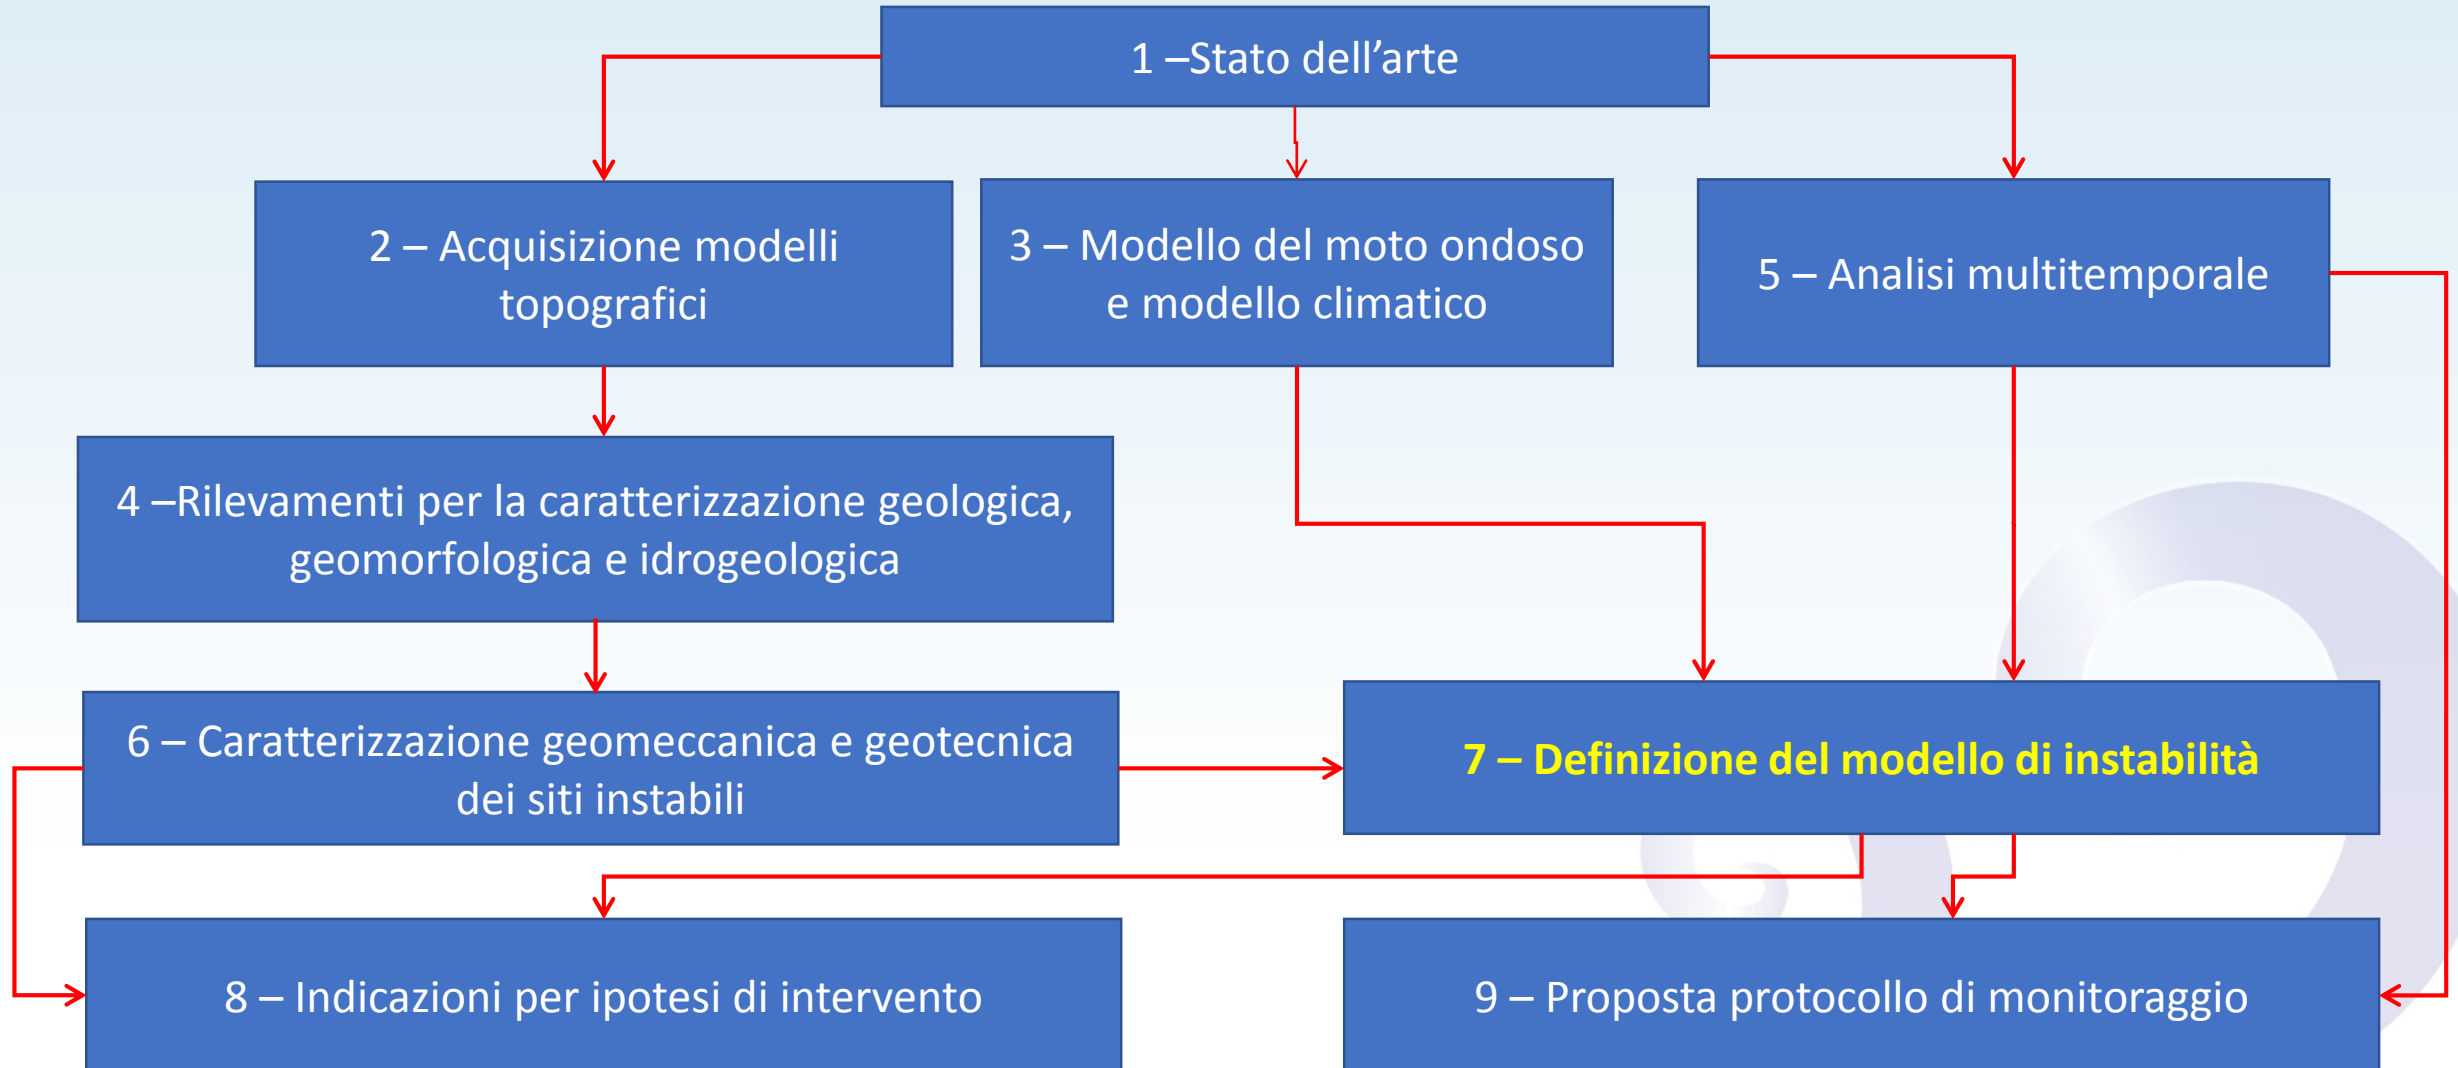 1 –Stato dell’arte
2 – Acquisizione modelli
topografici
3 – Modello del moto ondoso
e modello climatico
5 – Analisi multitemporale
4 –Rilevamenti per la caratterizzazione geologica,
geomorfologica e idrogeologica
6 – Caratterizzazione geomeccanica e geotecnica
dei siti instabili
7 – Definizione del modello di instabilità
8 – Indicazioni per ipotesi di intervento
9 – Proposta protocollo di monitoraggio